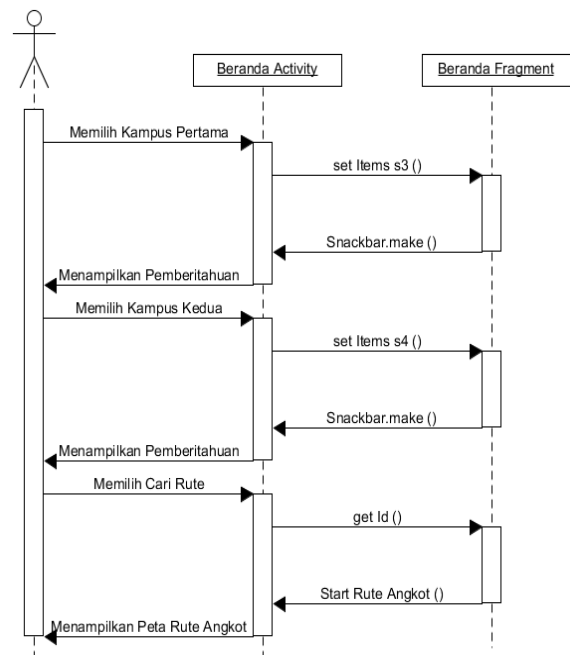 Beranda Activity
Beranda Fragment
Memilih Kampus Pertama
set Items s3 ()
Snackbar.make ()
Menampilkan Pemberitahuan
Memilih Kampus Kedua
set Items s4 ()
Snackbar.make ()
Menampilkan Pemberitahuan
Memilih Cari Rute
get Id ()
Start Rute Angkot ()
Menampilkan Peta Rute Angkot